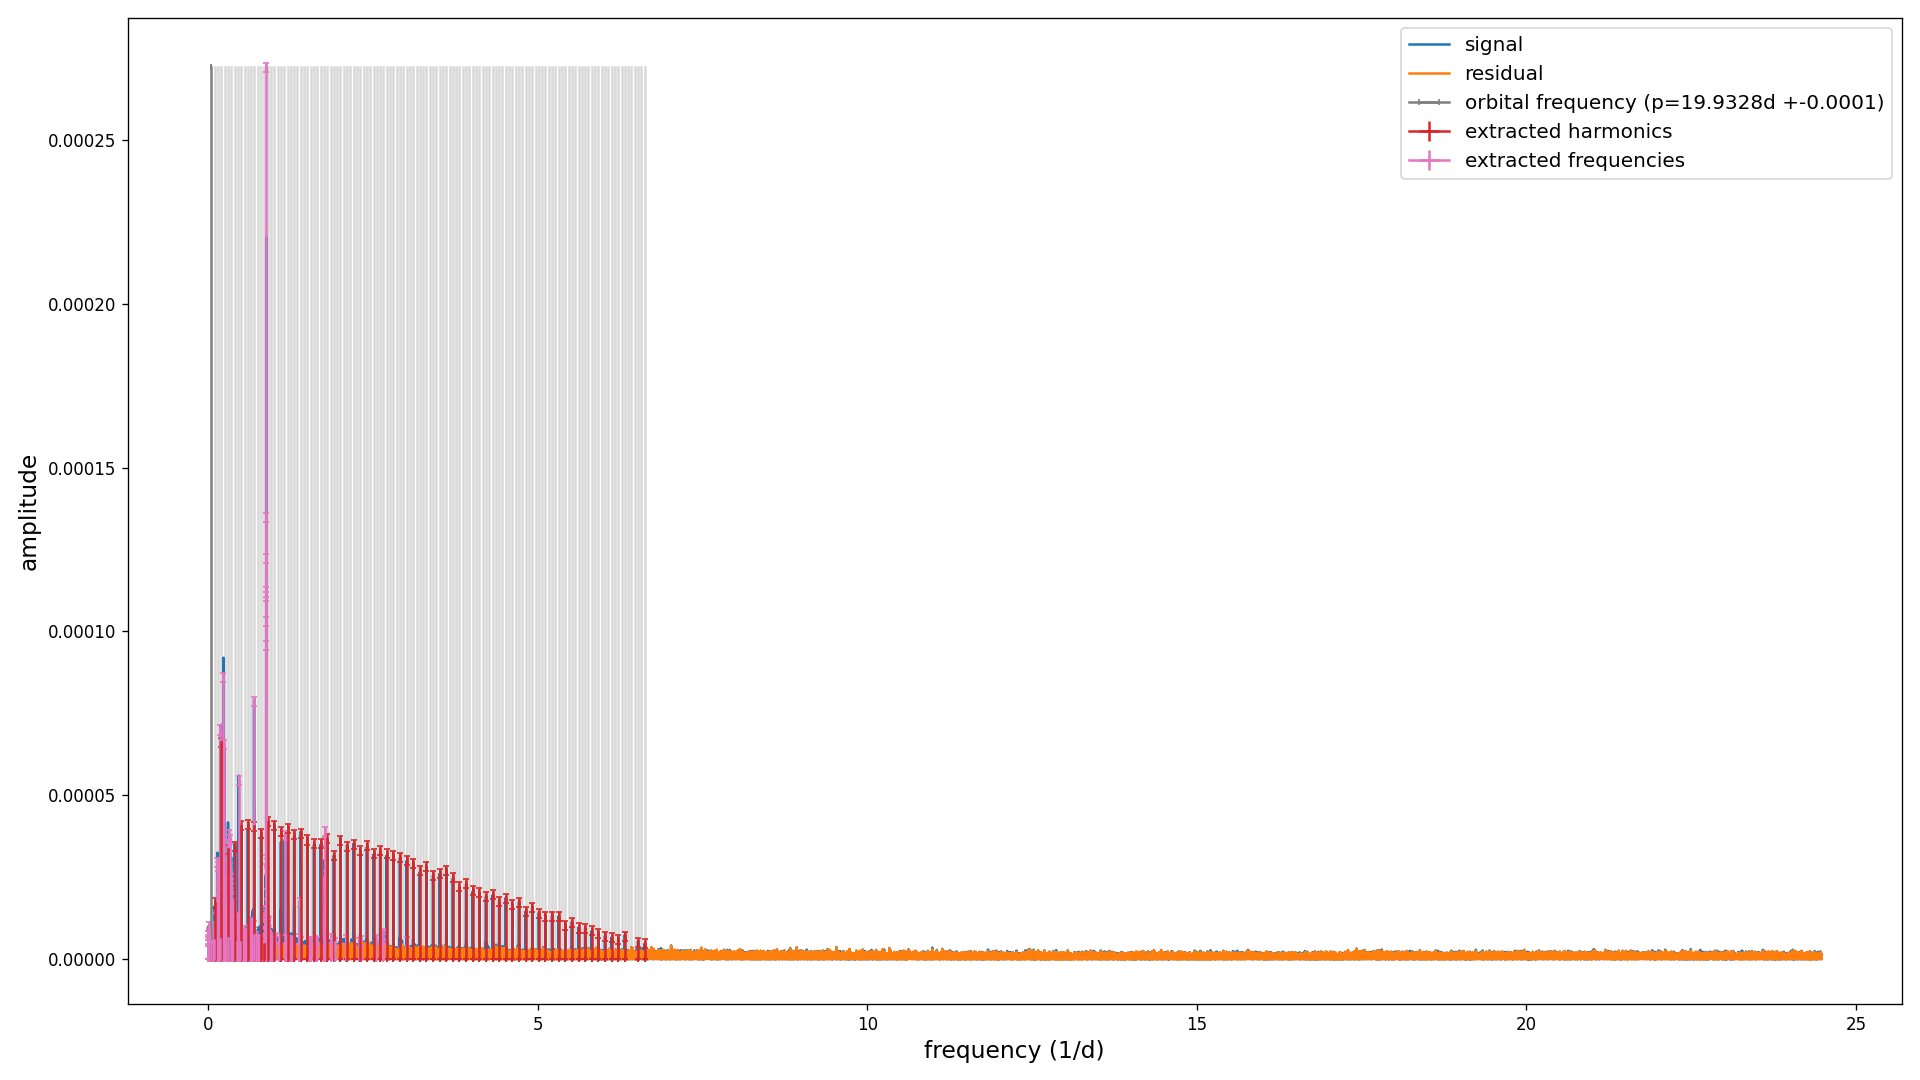 signal
residual
orbital frequency (p=19.9328d +-0.0001)
extracted harmonics
extracted frequencies
amplitude
0.00025
0.00020
0.00015
0.00010
0.00005
0.00000
0
5
10
15
20
25
frequency (1/d)